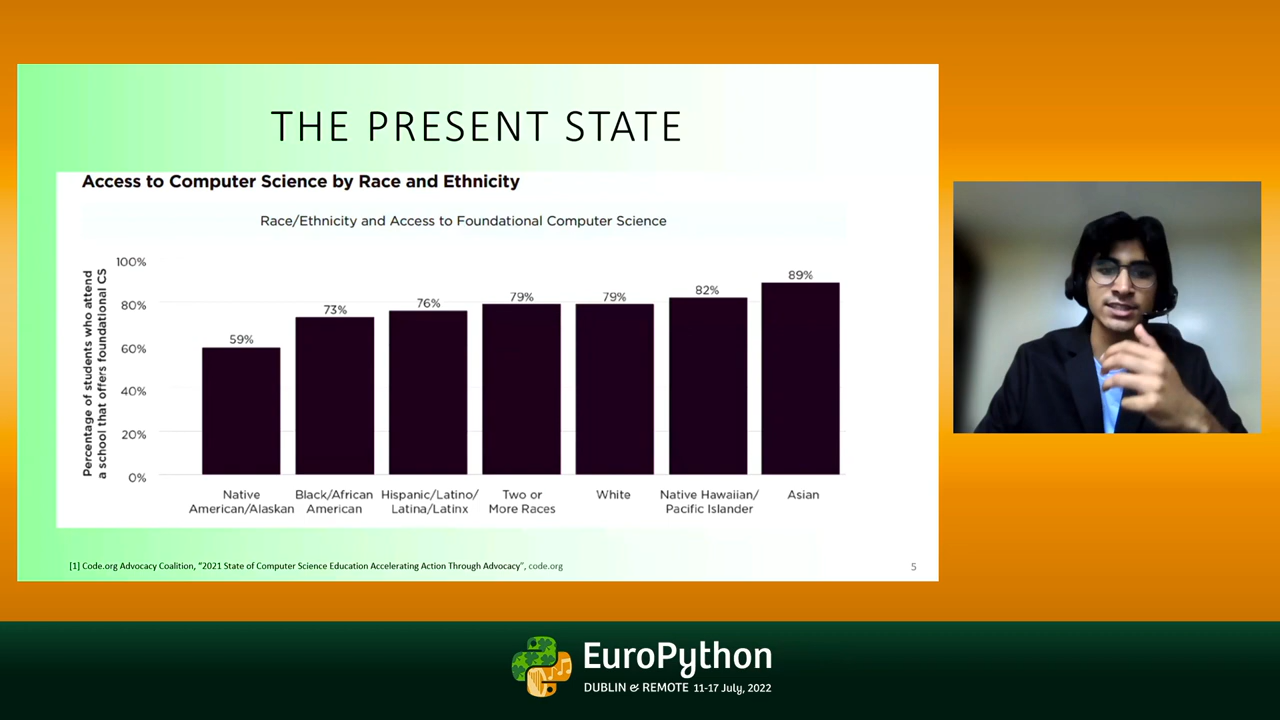 THE PRESENT STATE
Access to Computer Science by Race and Ethnicity
Race/Ethnicity and Access to Foundational Computer Science
Percentage of students who attend
a school that offers foundational CS
100%
80%
60%
40%
20%
0%
59%
73%
76%
79%
79%
82%
89%
Native
American/Alaskan
Black/African
American
Hispanic/Latino/
Latina/Latinx
Two or
More Races
White
Native Hawaiian/
Pacific Islander
Asian
[1] Code.org Advocacy Coalition, “2021 State of Computer Science Education Accelerating Action Through Advocacy”, code.org
5
EuroPython
DUBLIN & REMOTE 11-17 July, 2022